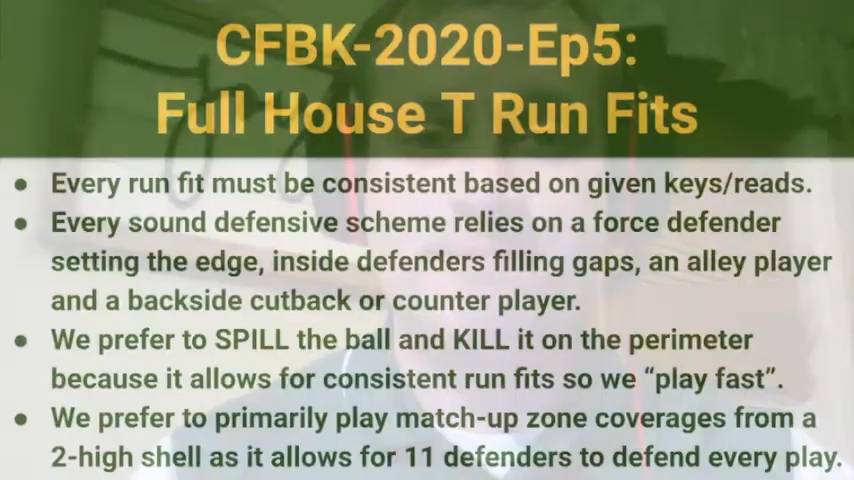 CFBK-2020-Ep5:
Full House T Run Fits
● Every run fit must be consistent based on given keys/reads.
● Every sound defensive scheme relies on a force defender
setting the edge, inside defenders filling gaps, an alley player
and a backside cutback or counter player.
● We prefer to SPILL the ball and KILL it on the perimeter
because it allows for consistent run fits so we “play fast”.
● We prefer to primarily play match-up zone coverages from a
2-high shell as it allows for 11 defenders to defend every play.